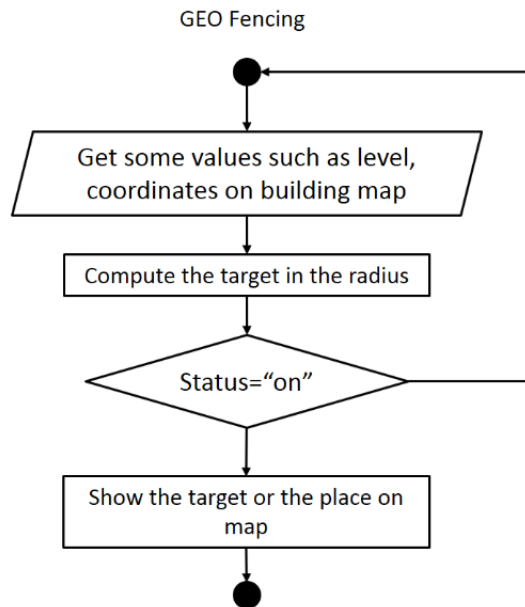 GEO Fencing
Get some values such as level,
coordinates on building map
Compute the target in the radius
Status=“on”
Show the target or the place on
map